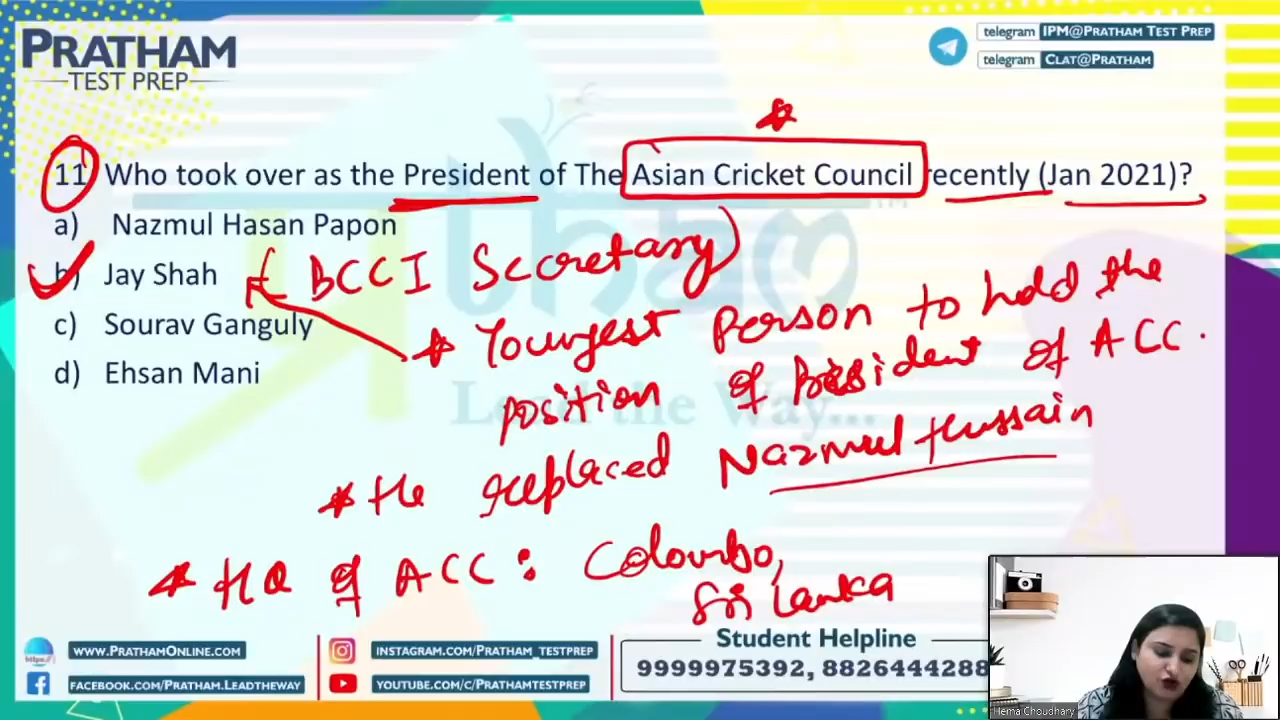 PRATHAM
TEST PREP
telegram IPM@PRATHAM TEST PREP
telegram CLAT@PRATHAM
11 Who took over as the President of The Asian Cricket Council recently (Jan 2021)?
a) Nazmul Hasan Papon
b) Jay Shah (BCCI Secretary)
c) Sourav Ganguly
* Youngest Person to hold the
position of President of ACC.
d) Ehsan Mani
Lead the Way...
* He replaced Nazmul Hussain
* HQ of ACC: Colombo,
Sri Lanka
https://
WWW.PRATHAMONLINE.COM
INSTAGRAM.COM/PRATHAM_TESTPREP
FACEBOOK.COM/PRATHAM.LEADTHEWAY
YOUTUBE.COM/C/PRATHAMTESTPREP
Student Helpline
9999975392, 8826444288
Hema Choudhary